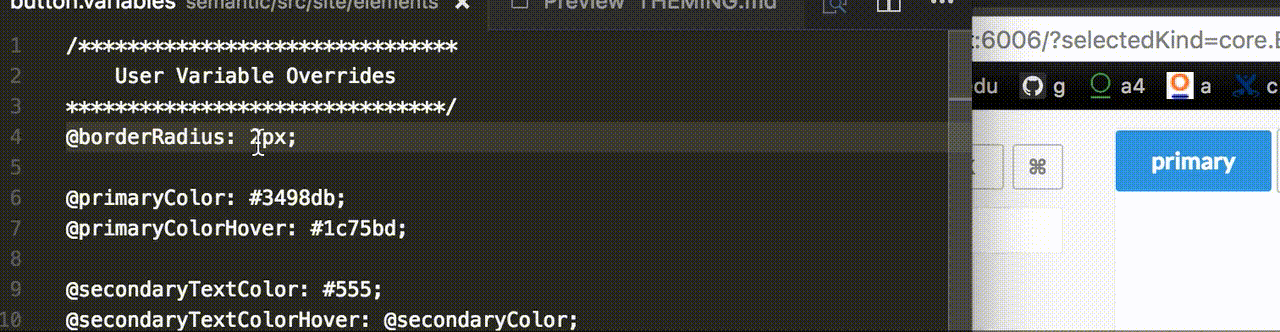 button.variables semantic/src/site/elements
Preview "THEMING.md"
1 /*******************************
2 User Variable Overrides
3 *******************************/
4 @borderRadius: 2px;
5
6 @primaryColor: #3498db;
7 @primaryColorHover: #1c75bd;
8
9 @secondaryTextColor: #555;
10 @secondaryTextColorHover: @secondaryColor;
:6006/?selectedKind=core.
du g a4 a c
⌘
primary